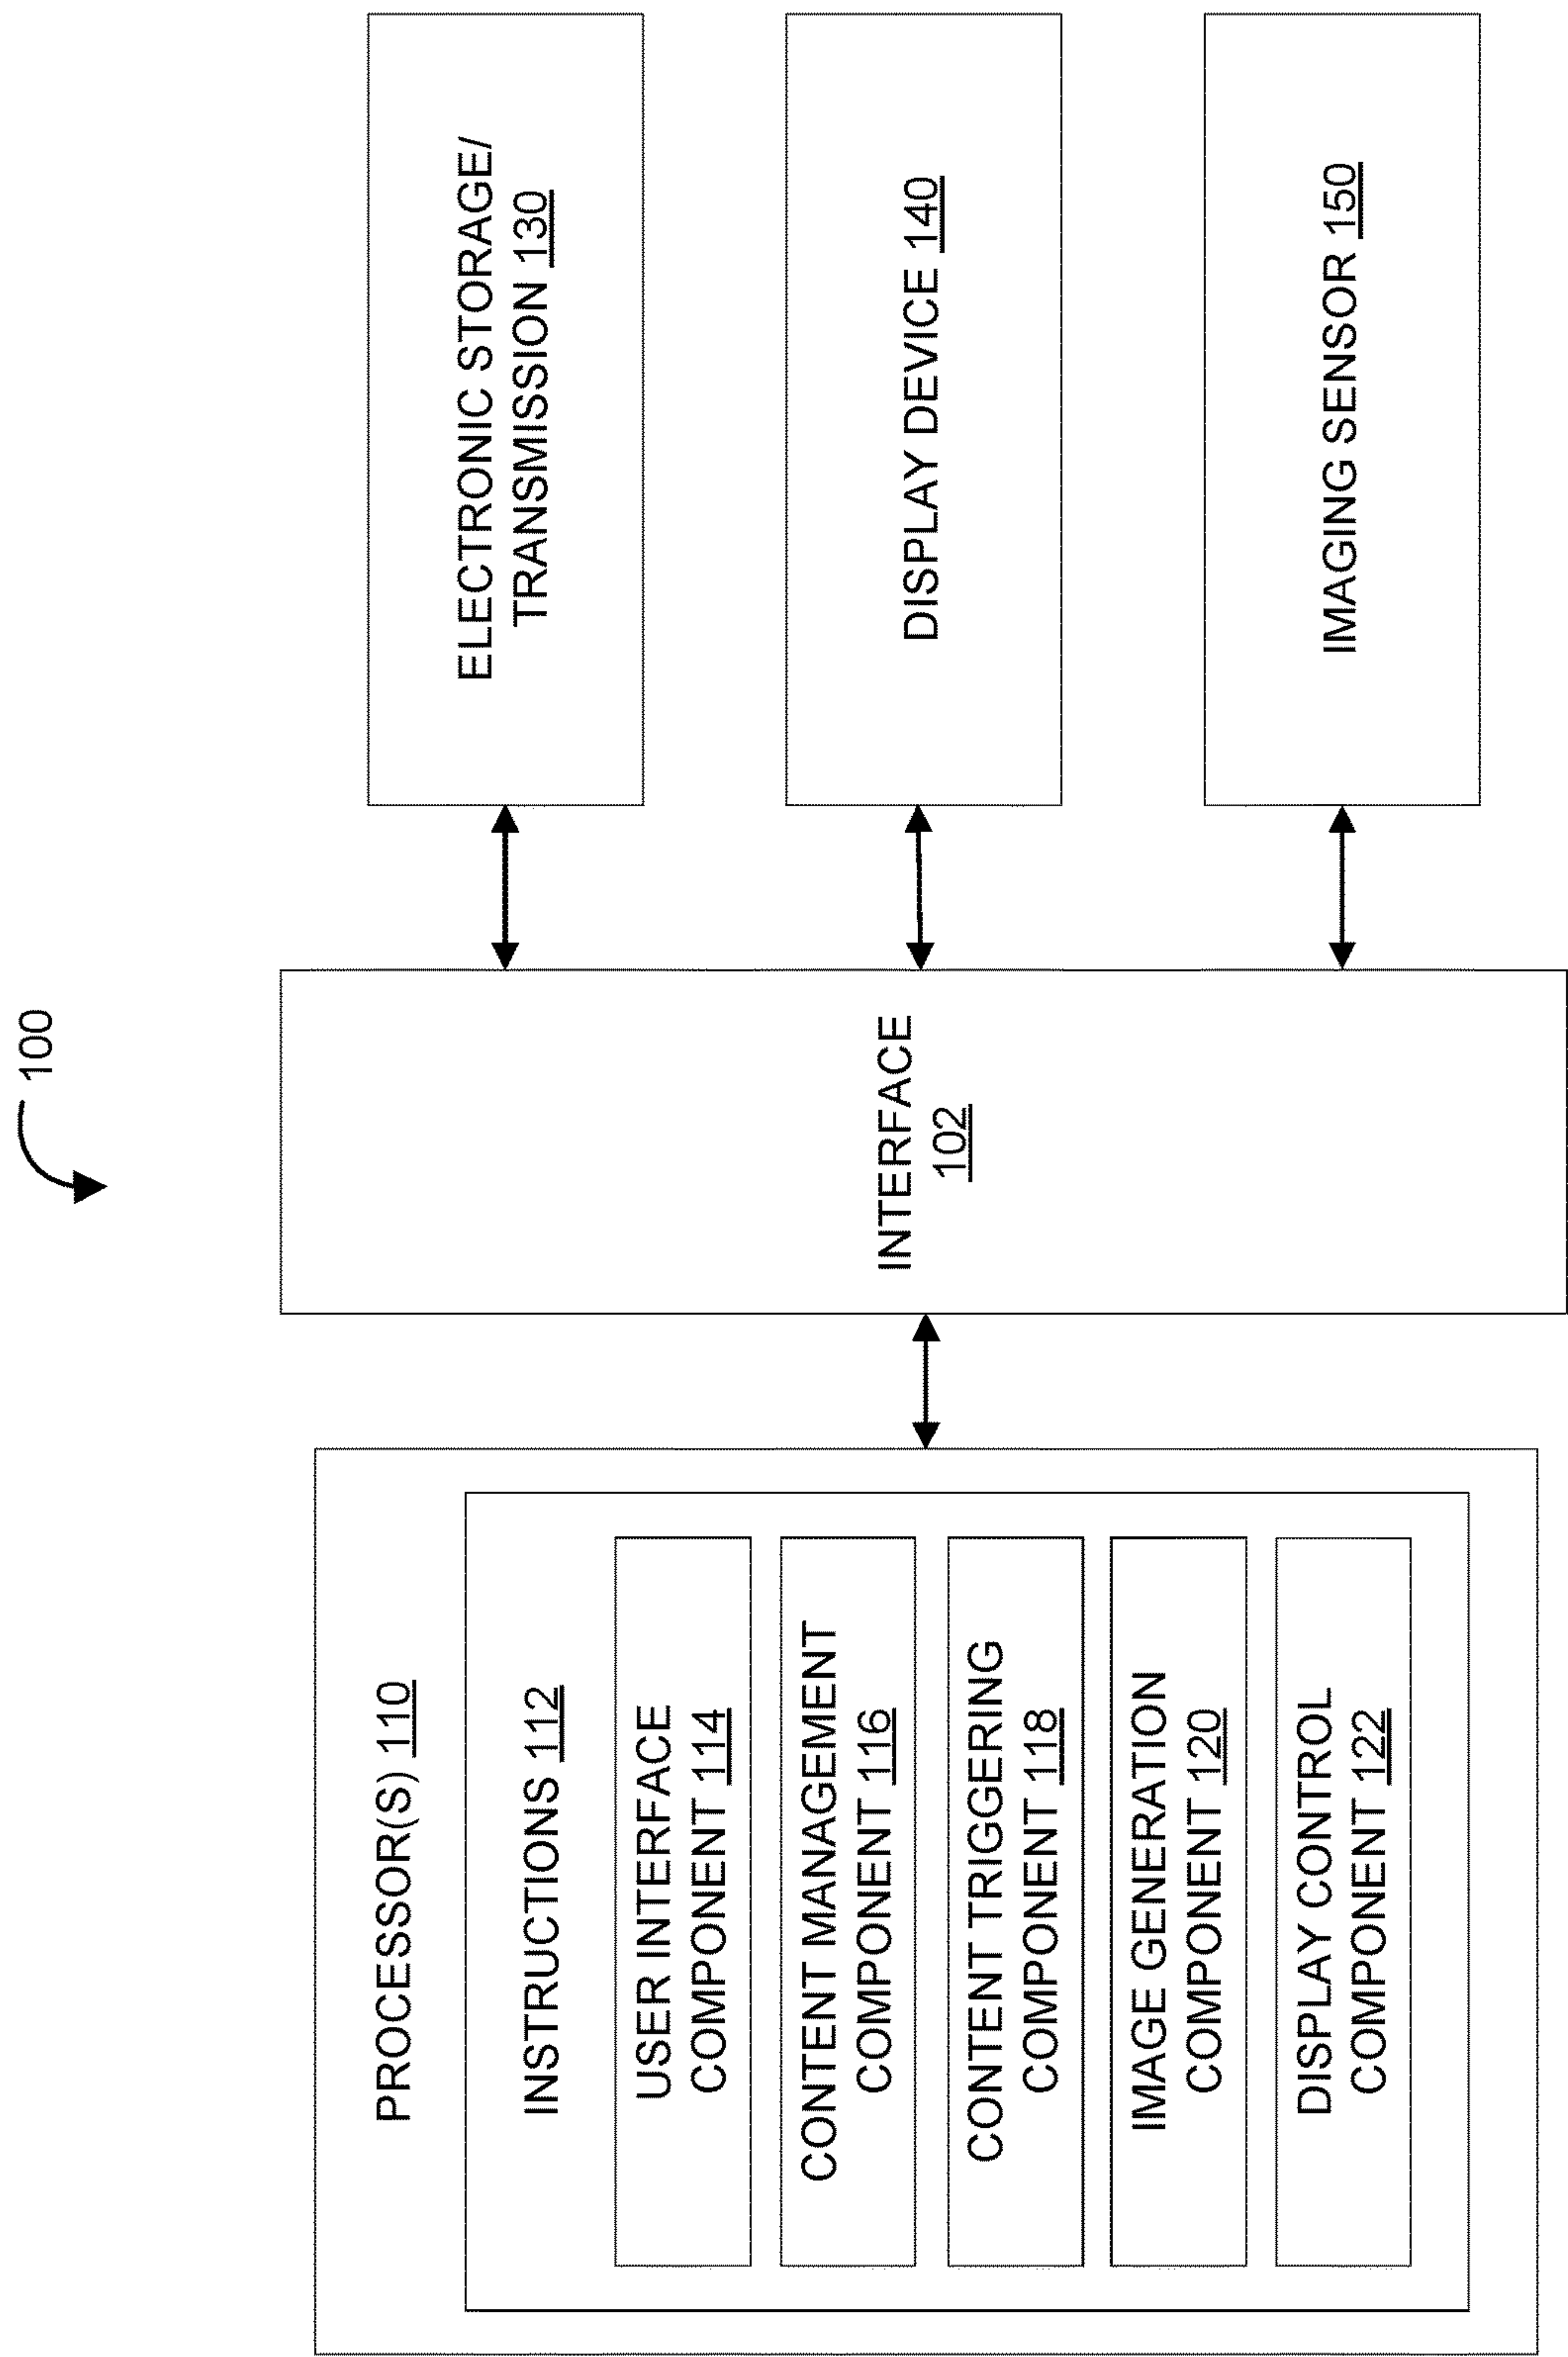 100
PROCESSOR(S) 110
INSTRUCTIONS 112
USER INTERFACE
COMPONENT 114
CONTENT MANAGEMENT
COMPONENT 116
CONTENT TRIGGERING
COMPONENT 118
IMAGE GENERATION
COMPONENT 120
DISPLAY CONTROL
COMPONENT 122
INTERFACE
102
ELECTRONIC STORAGE/
TRANSMISSION 130
DISPLAY DEVICE 140
IMAGING SENSOR 150